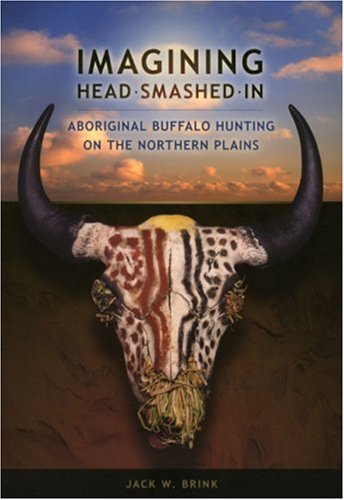 IMAGINING
HEAD·SMASHED·IN
ABORIGINAL BUFFALO HUNTING
ON THE NORTHERN PLAINS
JACK W. BRINK